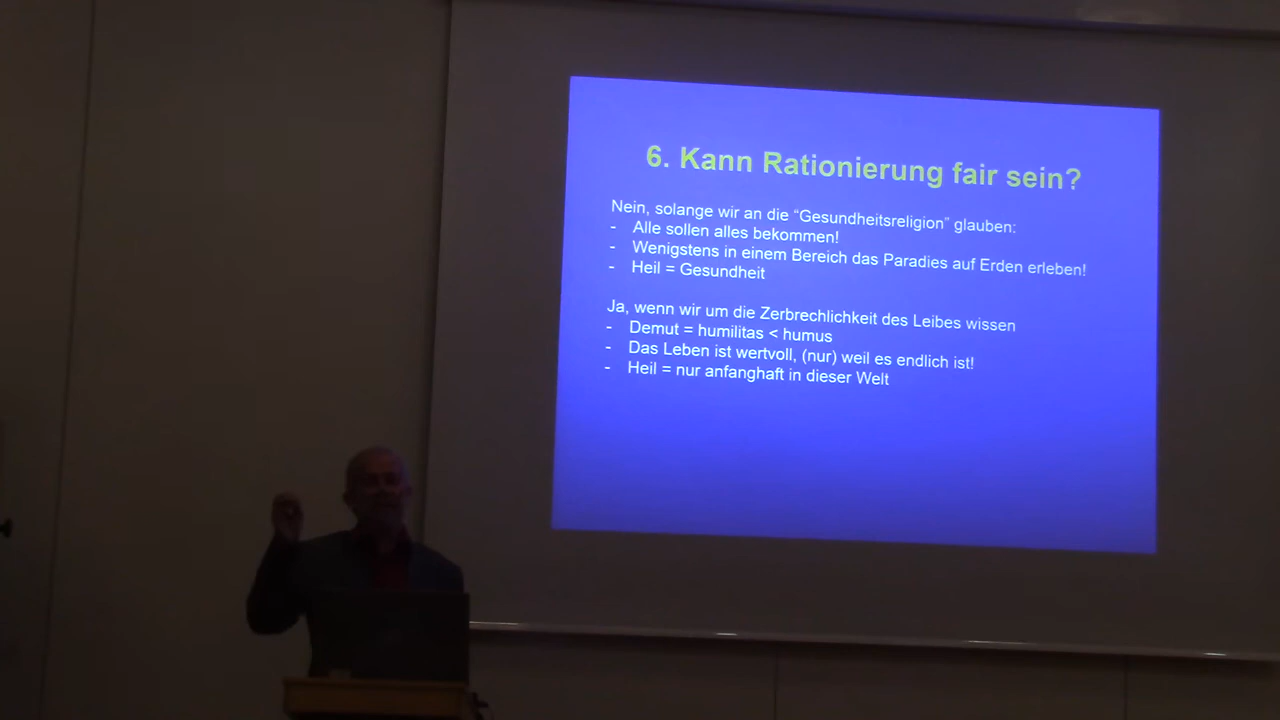 6. Kann Rationierung fair sein?
Nein, solange wir an die “Gesundheitsreligion” glauben:
- Alle sollen alles bekommen!
- Wenigstens in einem Bereich das Paradies auf Erden erleben!
- Heil = Gesundheit
Ja, wenn wir um die Zerbrechlichkeit des Leibes wissen
- Demut = humilitas < humus
- Das Leben ist wertvoll, (nur) weil es endlich ist!
- Heil = nur anfanghaft in dieser Welt